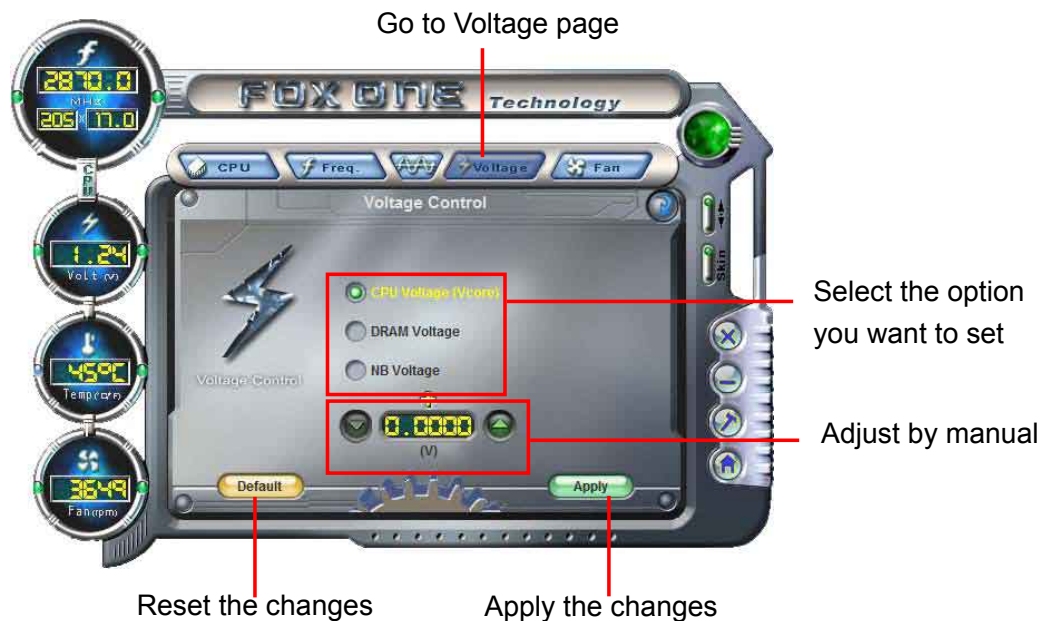 Go to Voltage page
2870.0
MHz
205 x 17.0
FOX ONE Technology
CPU
CPU
Freq.
Voltage
Fan
Voltage Control
1.24
Volt (V)
Skin
CPU Voltage (Vcore)
DRAM Voltage
NB Voltage
Select the option
you want to set
Voltage Control
45°C
Temp(C/F)
+
0.0000
(V)
Adjust by manual
3649
Fan(rpm)
Default
Apply
Reset the changes
Apply the changes